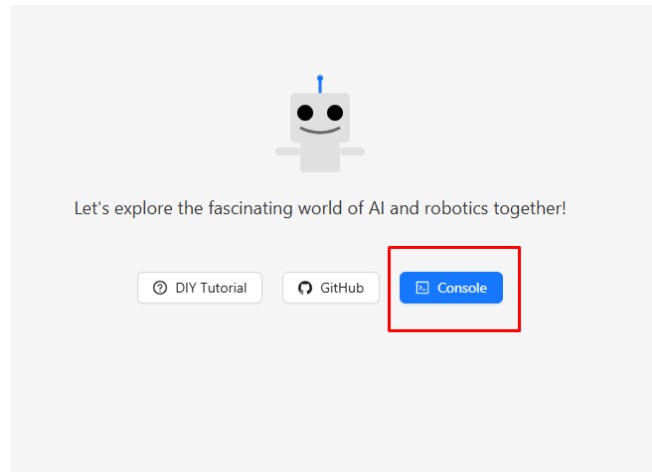 Let's explore the fascinating world of AI and robotics together!
DIY Tutorial GitHub Console